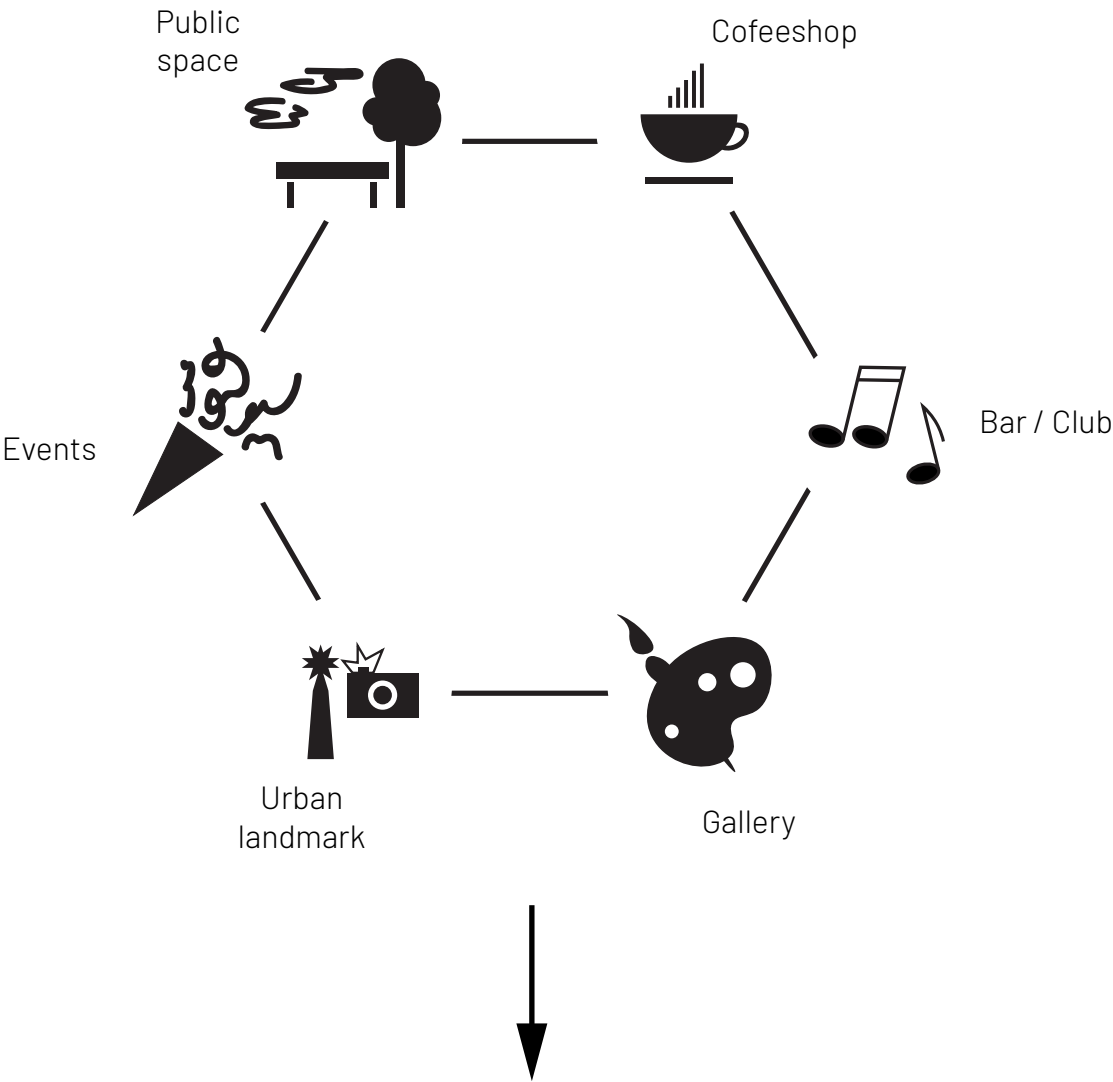 Public
space
Cofeeshop
Bar / Club
Events
Urban
landmark
Gallery